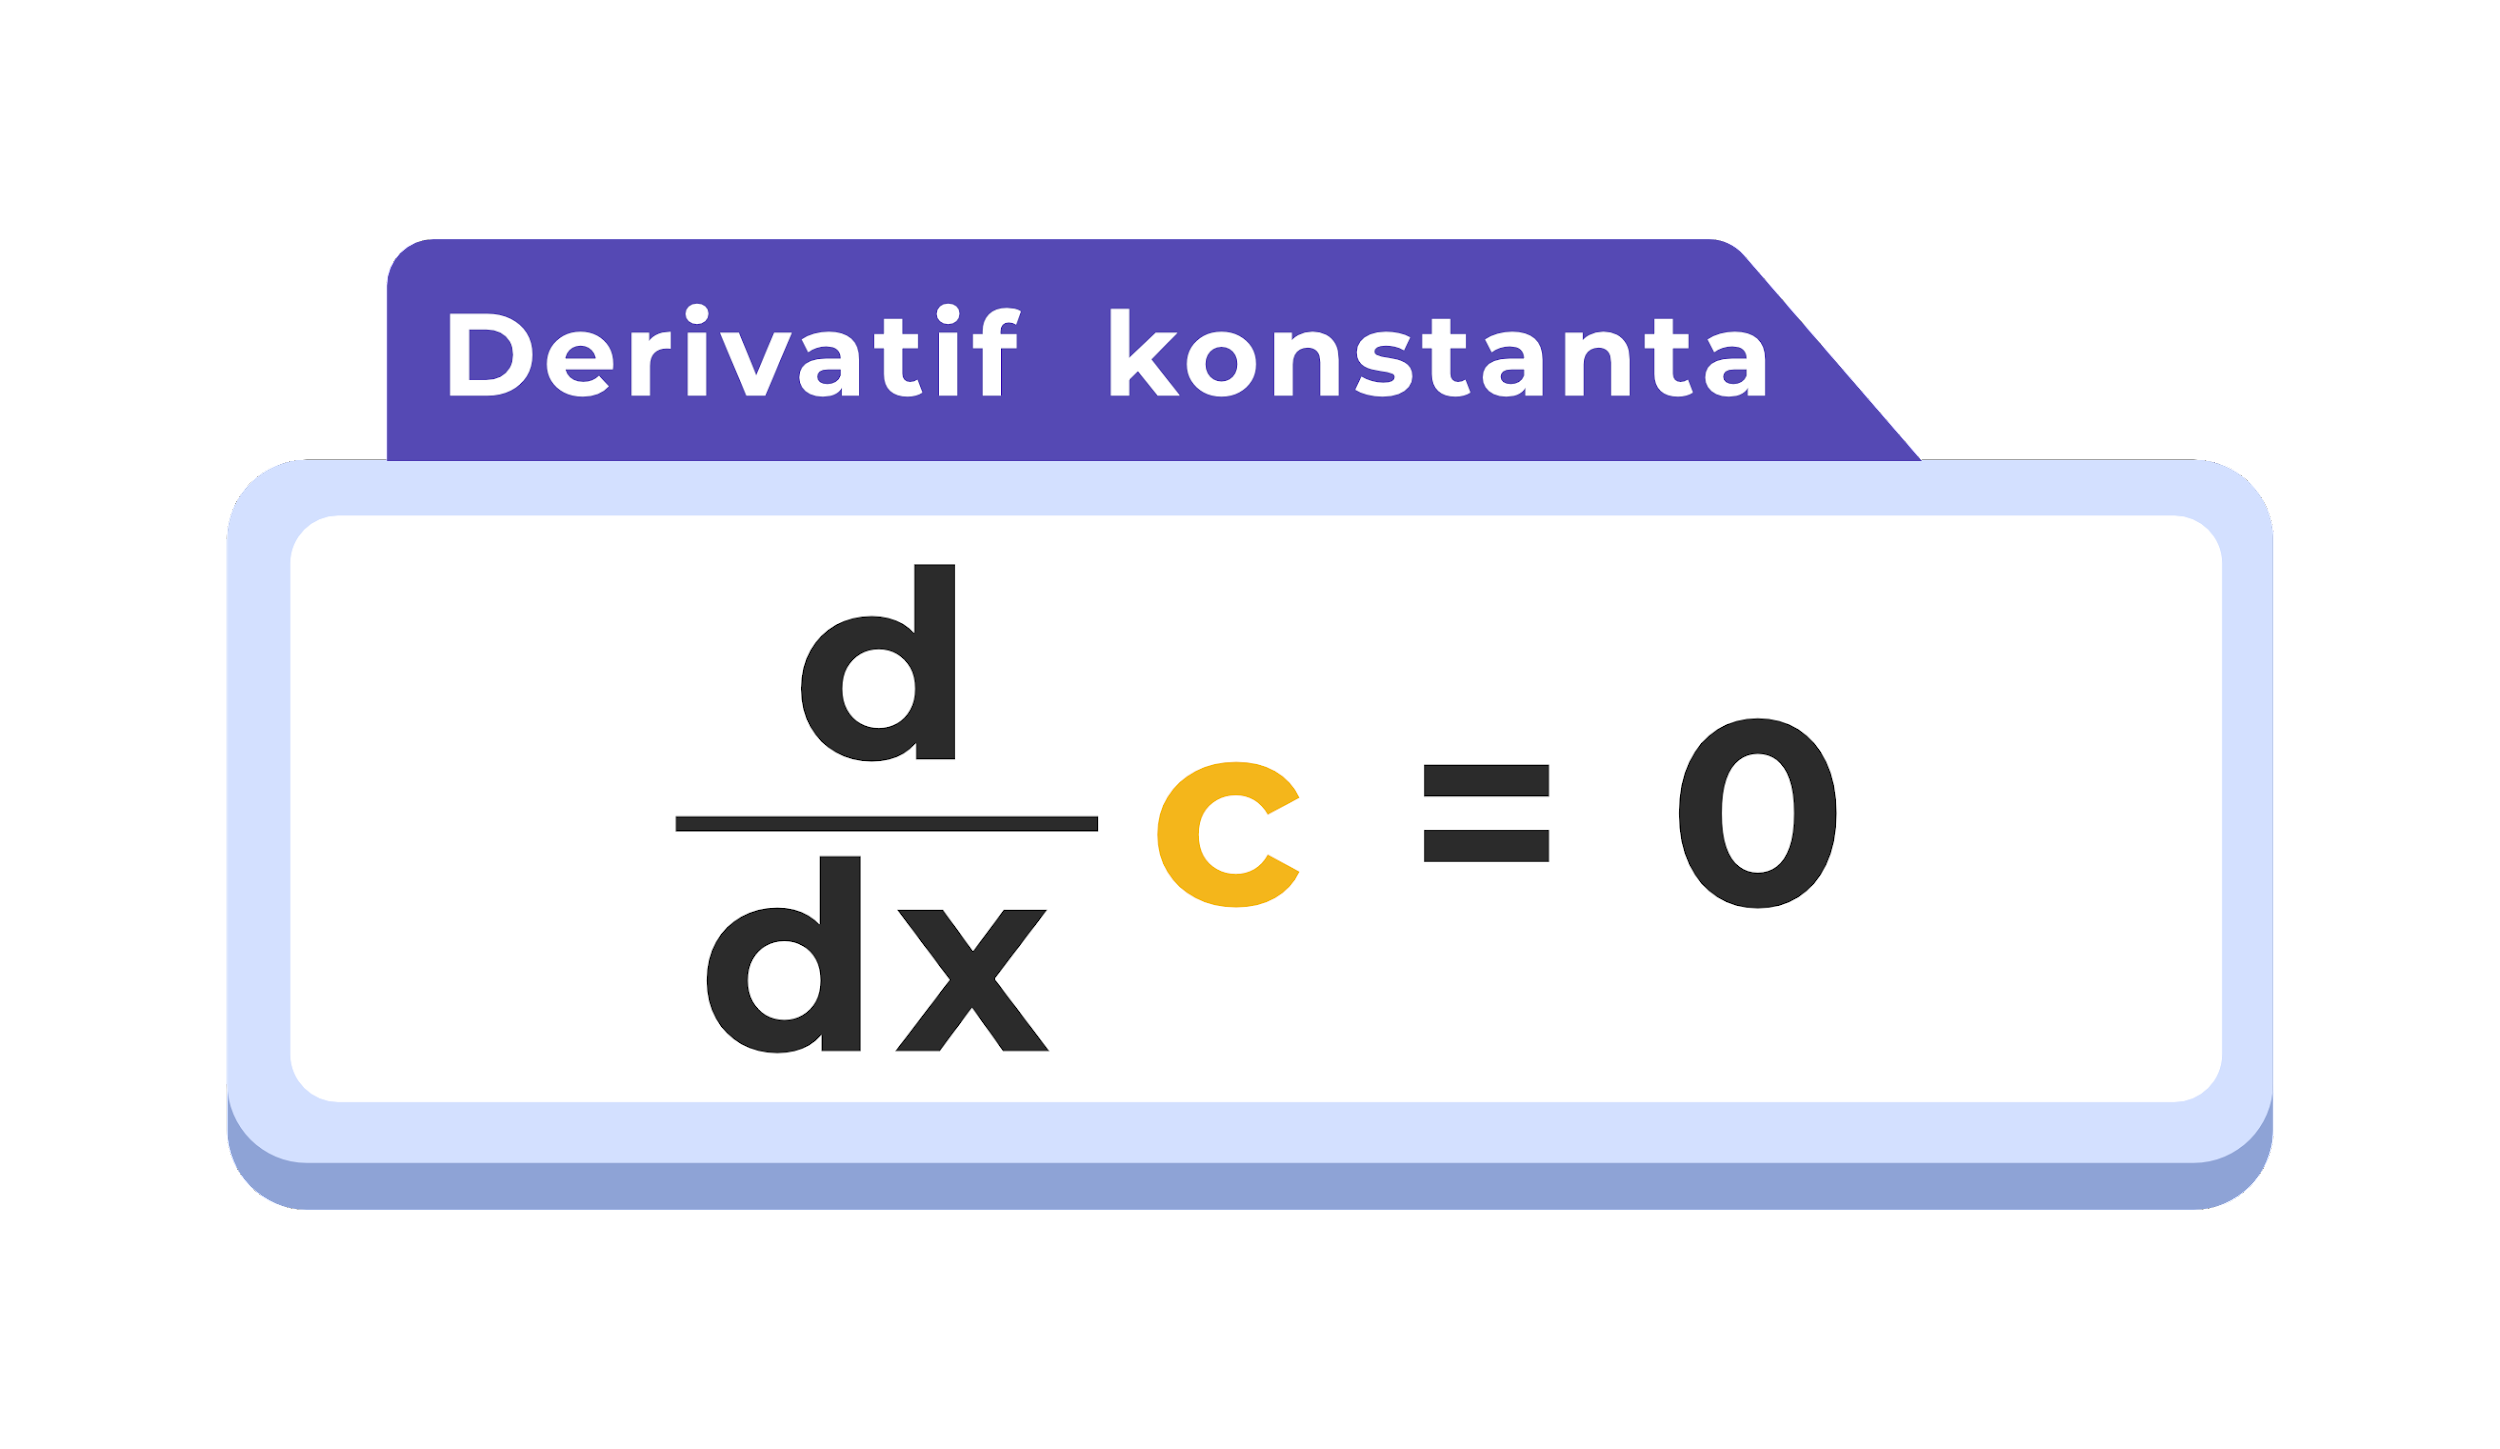 Derivatif konstanta
d
dx
c = 0